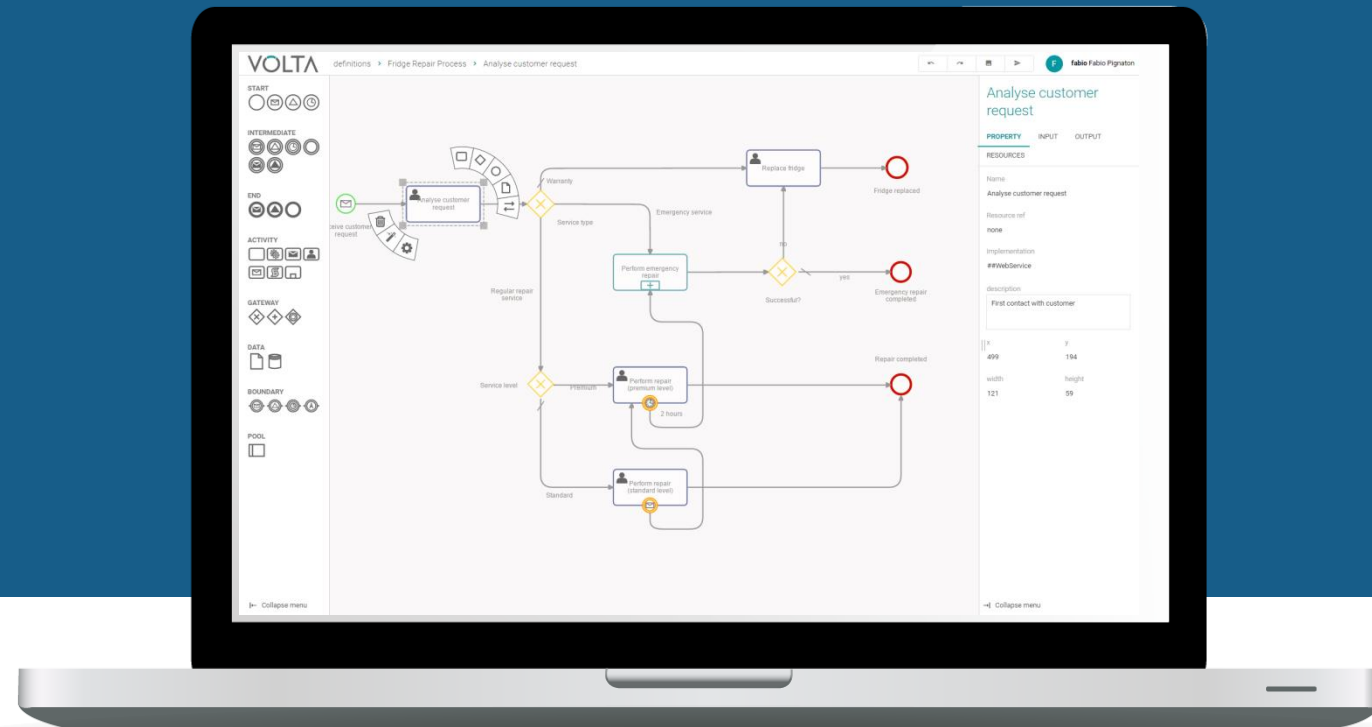 VOLTA
definitions > Fridge Repair Process > Analyse customer request
F
fabio Fabio Pignaton
START
INTERMEDIATE
END
ACTIVITY
GATEWAY
DATA
BOUNDARY
POOL
Collapse menu
eive customer
request
Analyse customer
request
Warranty
Service type
Emergency service
Replace fridge
Fridge replaced
no
Perform emergency
repair
Successful?
yes
Emergency repair
completed
Regular repair
service
Service level
Premium
Perform repair
(premium level)
2 hours
Repair completed
Standard
Perform repair
(standard level)
Analyse customer
request
PROPERTY INPUT OUTPUT
RESOURCES
Name
Analyse customer request
Resource ref
none
Implementation
##WebService
description
First contact with customer
x y
499 194
width height
121 59
Collapse menu